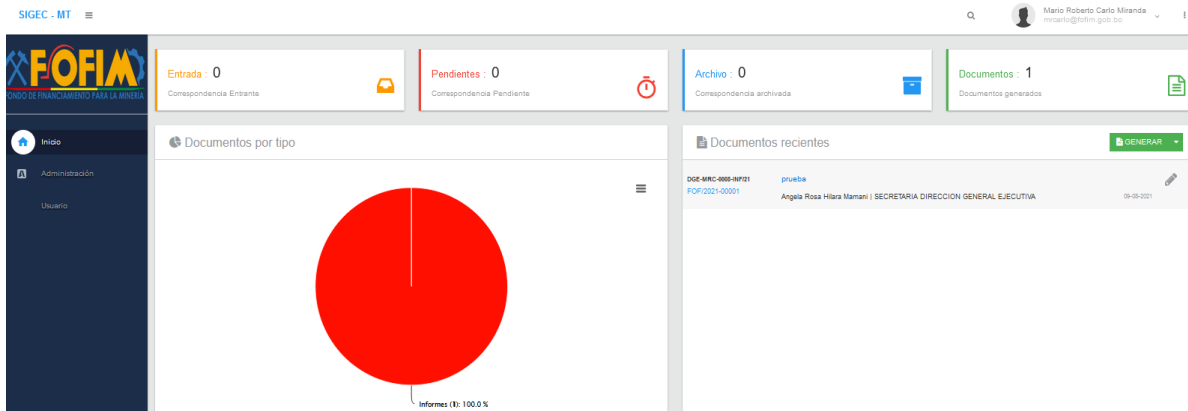 SIGEC - MT
Mario Roberto Carlo Miranda
mrcarlo@fofim.gob.bo
FOFIM
FONDO DE FINANCIAMIENTO PARA LA MINERIA
Inicio
Administración
Usuario
Entrada : 0
Correspondencia Entrante
Pendientes : 0
Correspondencia Pendiente
Archivo : 0
Correspondencia archivada
Documentos : 1
Documentos generados
Documentos por tipo
Informes (1): 100.0 %
Documentos recientes
GENERAR
DGE-MRC-0005-INF/21
prueba
FOF/2021-00001
Angela Rosa Hilara Mamani | SECRETARIA DIRECCION GENERAL EJECUTIVA
09-08-2021